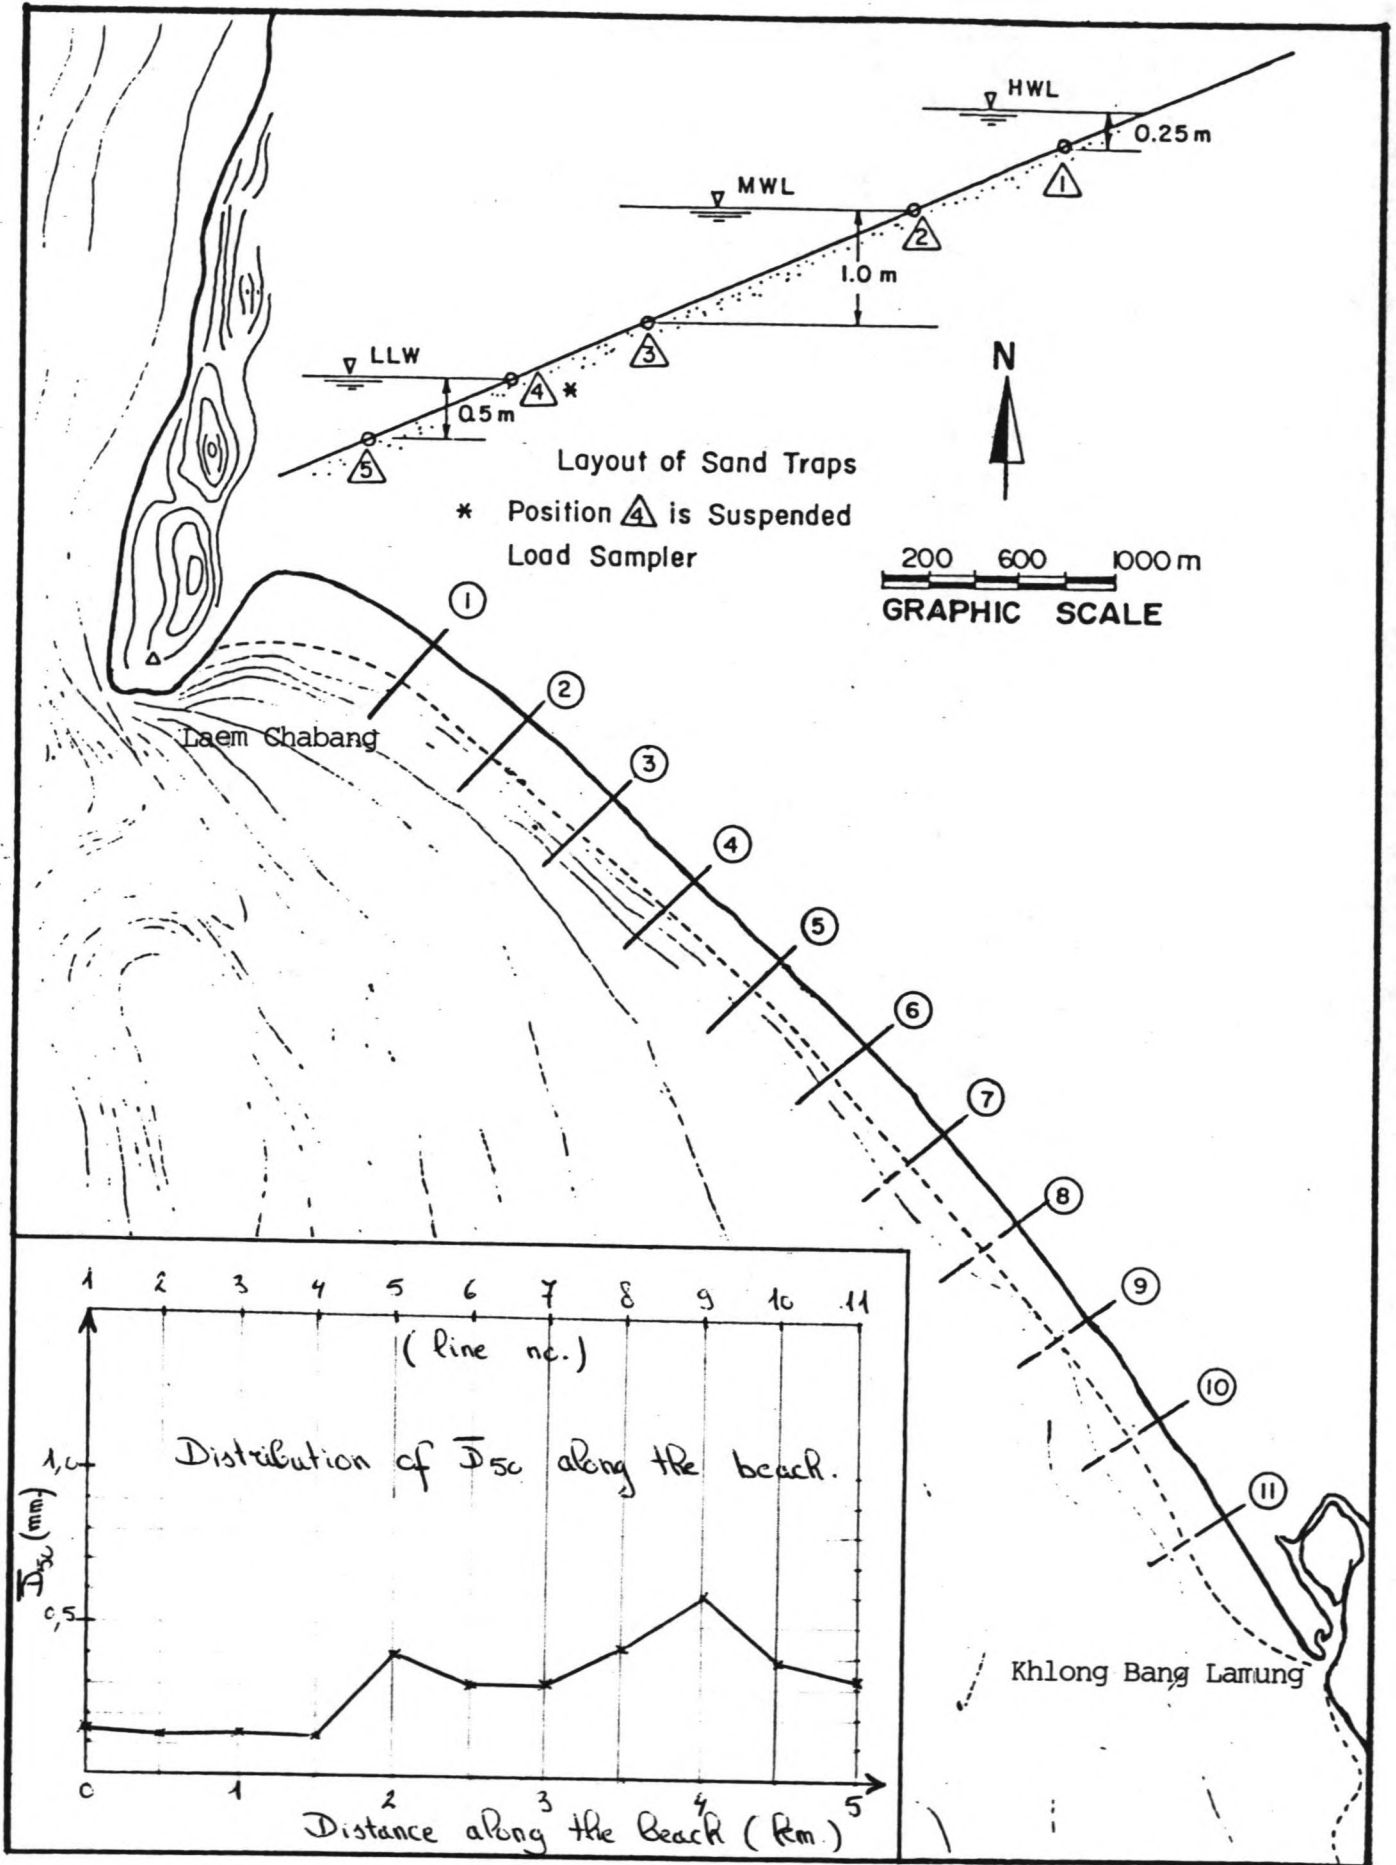 HWL
0.25 m
1
MWL
2
1.0 m
3
LLW
4 *
0.5 m
5
Layout of Sand Traps
* Position 4 is Suspended
Load Sampler
N
200 600 1000 m
GRAPHIC SCALE
1
2
3
4
5
6
7
8
9
10
11
Laem Chabang
Khlong Bang Lamung
1 2 3 4 5 6 7 8 9 10 11
(line no.)
Distribution of D̅50 along the beach.
1,0
D̅50 (mm.)
0,5
0 1 2 3 4 5
Distance along the beach (km.)